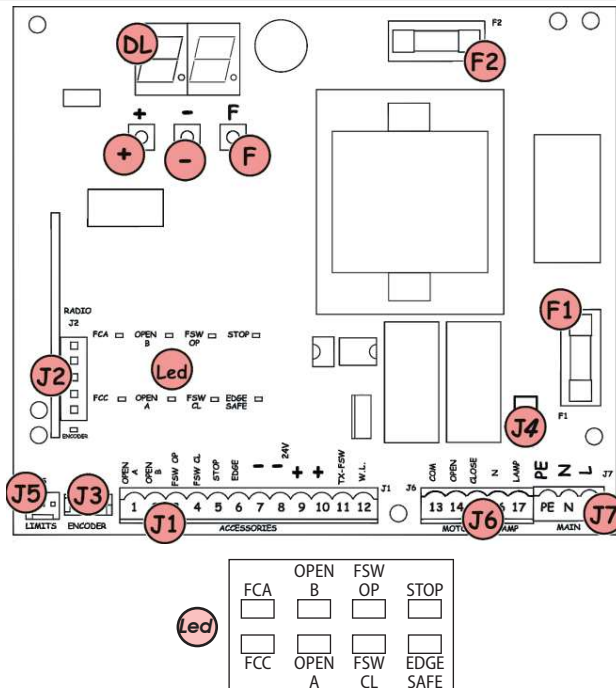 F2
DL
F2
+ - F
+ - F
F1
RADIO
J2
FCA OPEN B FSW OP STOP
Led
J2
FCC OPEN A FSW CL EDGE SAFE
J4
F1
ENCODER
OPEN A OPEN B FSW OP FSW CL STOP EDGE - - 24V + + TX-FSW W.L. J1
J6 COM OPEN CLOSE N LAMP PE N L J7
J5 J3
1 4 5 6 7 8 9 10 11 12
13 14 17 PE N
J1 J6 J7
LIMITS ENCODER ACCESSORIES MAIN
Led
FCA OPEN B FSW OP STOP
FCC OPEN A FSW CL EDGE SAFE